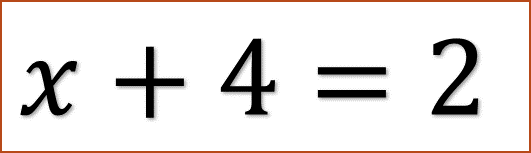 x + 4 = 2